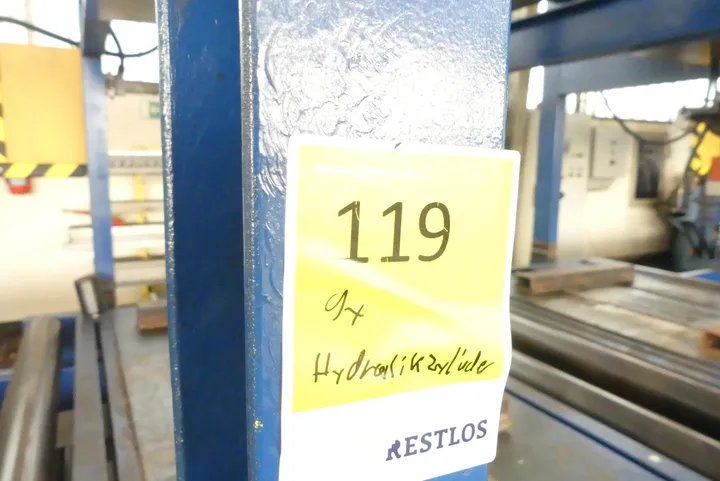 119
9x
Hydraulikzylinder
RESTLOS